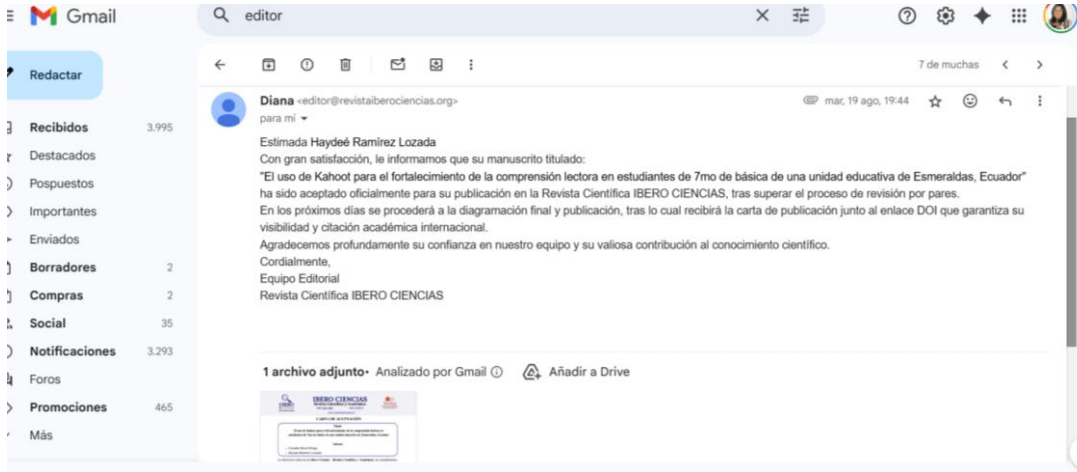 Gmail
editor
Redactar
7 de muchas
Recibidos 3.995
Destacados
Pospuestos
Importantes
Enviados
Borradores 2
Compras 2
Social 35
Notificaciones 3.293
Foros
Promociones 465
Más
Diana <editor@revistaiberociencias.org>
mar, 19 ago, 19:44
para mí
Estimada Haydeé Ramírez Lozada
Con gran satisfacción, le informamos que su manuscrito titulado:
"El uso de Kahoot para el fortalecimiento de la comprensión lectora en estudiantes de 7mo de básica de una unidad educativa de Esmeraldas, Ecuador"
ha sido aceptado oficialmente para su publicación en la Revista Científica IBERO CIENCIAS, tras superar el proceso de revisión por pares.
En los próximos días se procederá a la diagramación final y publicación, tras lo cual recibirá la carta de publicación junto al enlace DOI que garantiza su
visibilidad y citación académica internacional.
Agradecemos profundamente su confianza en nuestro equipo y su valiosa contribución al conocimiento científico.
Cordialmente,
Equipo Editorial
Revista Científica IBERO CIENCIAS
1 archivo adjunto• Analizado por Gmail
Añadir a Drive
IBERO CIENCIAS
CARTA DE ACEPTACIÓN